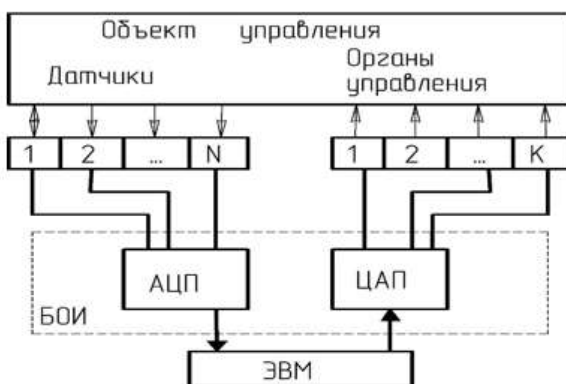 Объект управления
Датчики
Органы
управления
1 2 ... N
1 2 ... К
АЦП
ЦАП
БОИ
ЭВМ